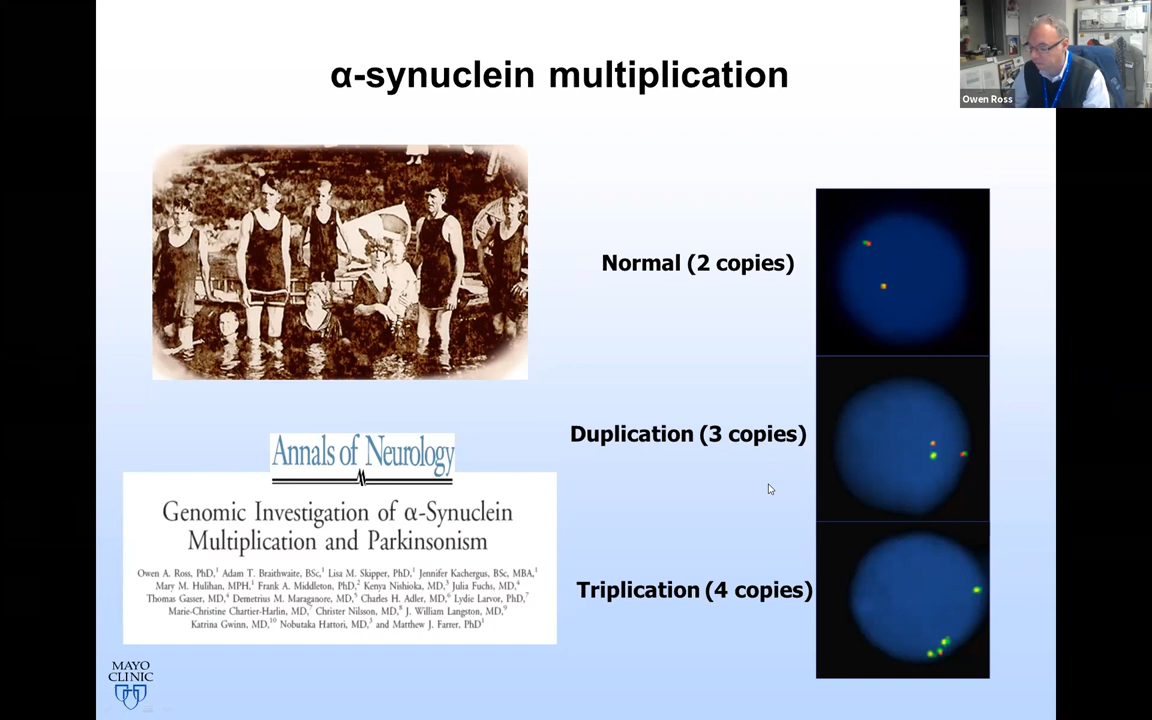 α-synuclein multiplication
Owen Ross
Normal (2 copies)
Duplication (3 copies)
Triplication (4 copies)
Annals of Neurology
Genomic Investigation of α-Synuclein
Multiplication and Parkinsonism
Owen A. Ross, PhD,1 Adam T. Braithwaite, BSc,1 Lisa M. Skipper, PhD,1 Jennifer Kachergus, BSc, MBA,1
Mary M. Hulihan, MPH,1 Frank A. Middleton, PhD,2 Kenya Nishioka, MD,3 Julia Fuchs, MD,4
Thomas Gasser, MD,4 Demetrius M. Maraganore, MD,5 Charles H. Adler, MD,6 Lydie Larvor, PhD,7
Marie-Christine Chartier-Harlin, MD,7 Christer Nilsson, MD,8 J. William Langston, MD,9
Katrina Gwinn, MD,10 Nobutaka Hattori, MD,3 and Matthew J. Farrer, PhD1
MAYO
CLINIC